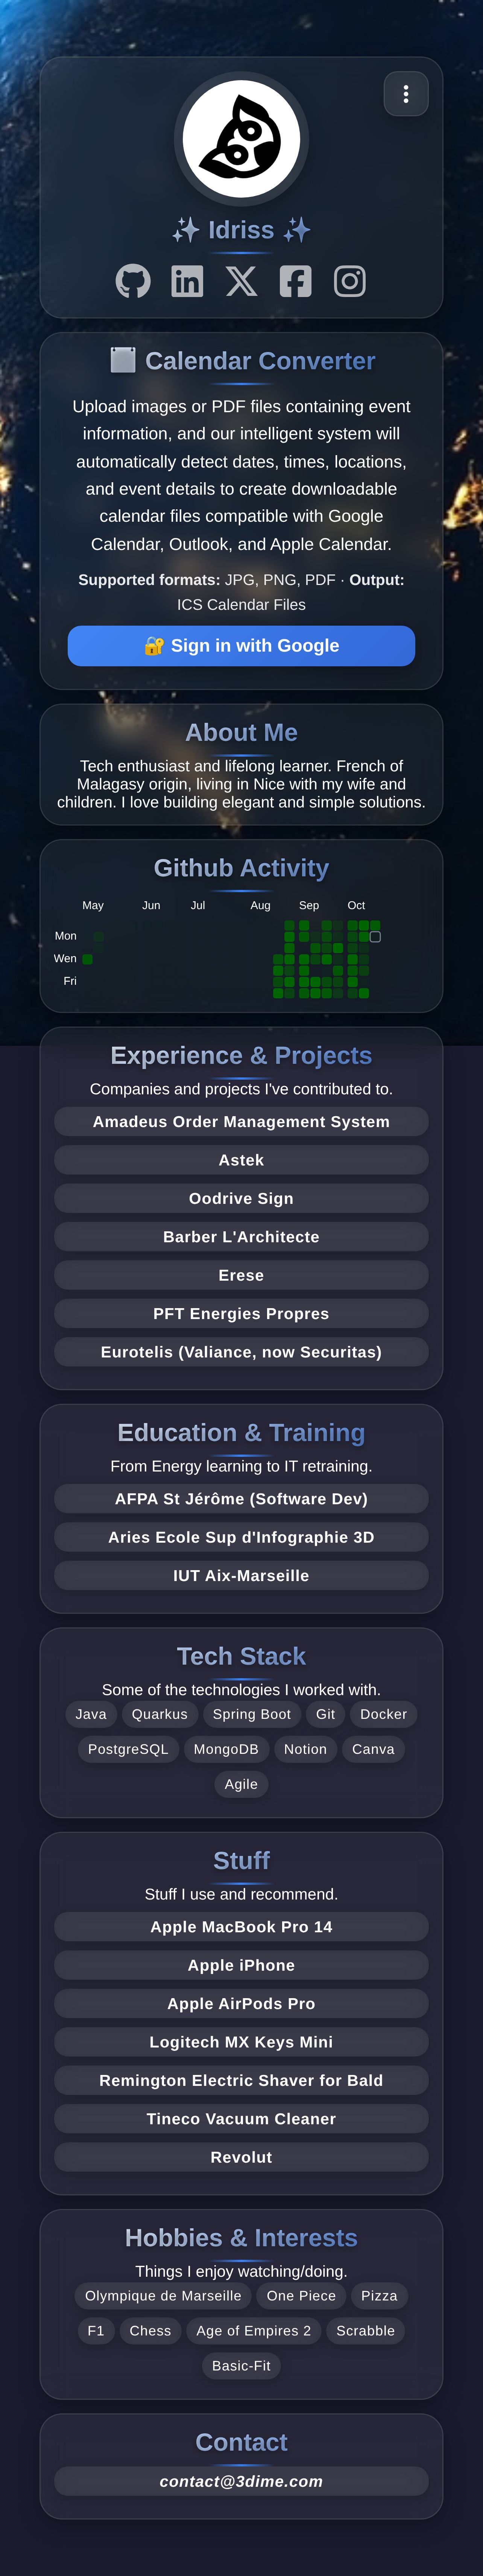 ✨ Idriss ✨
Calendar Converter
Upload images or PDF files containing event
information, and our intelligent system will
automatically detect dates, times, locations,
and event details to create downloadable
calendar files compatible with Google
Calendar, Outlook, and Apple Calendar.
Supported formats: JPG, PNG, PDF · Output:
ICS Calendar Files
🔐 Sign in with Google
About Me
Tech enthusiast and lifelong learner. French of
Malagasy origin, living in Nice with my wife and
children. I love building elegant and simple solutions.
Github Activity
May Jun Jul Aug Sep Oct
Mon
Wen
Fri
Experience & Projects
Companies and projects I've contributed to.
Amadeus Order Management System
Astek
Oodrive Sign
Barber L'Architecte
Erese
PFT Energies Propres
Eurotelis (Valiance, now Securitas)
Education & Training
From Energy learning to IT retraining.
AFPA St Jérôme (Software Dev)
Aries Ecole Sup d'Infographie 3D
IUT Aix-Marseille
Tech Stack
Some of the technologies I worked with.
Java Quarkus Spring Boot Git Docker
PostgreSQL MongoDB Notion Canva
Agile
Stuff
Stuff I use and recommend.
Apple MacBook Pro 14
Apple iPhone
Apple AirPods Pro
Logitech MX Keys Mini
Remington Electric Shaver for Bald
Tineco Vacuum Cleaner
Revolut
Hobbies & Interests
Things I enjoy watching/doing.
Olympique de Marseille One Piece Pizza
F1 Chess Age of Empires 2 Scrabble
Basic-Fit
Contact
contact@3dime.com